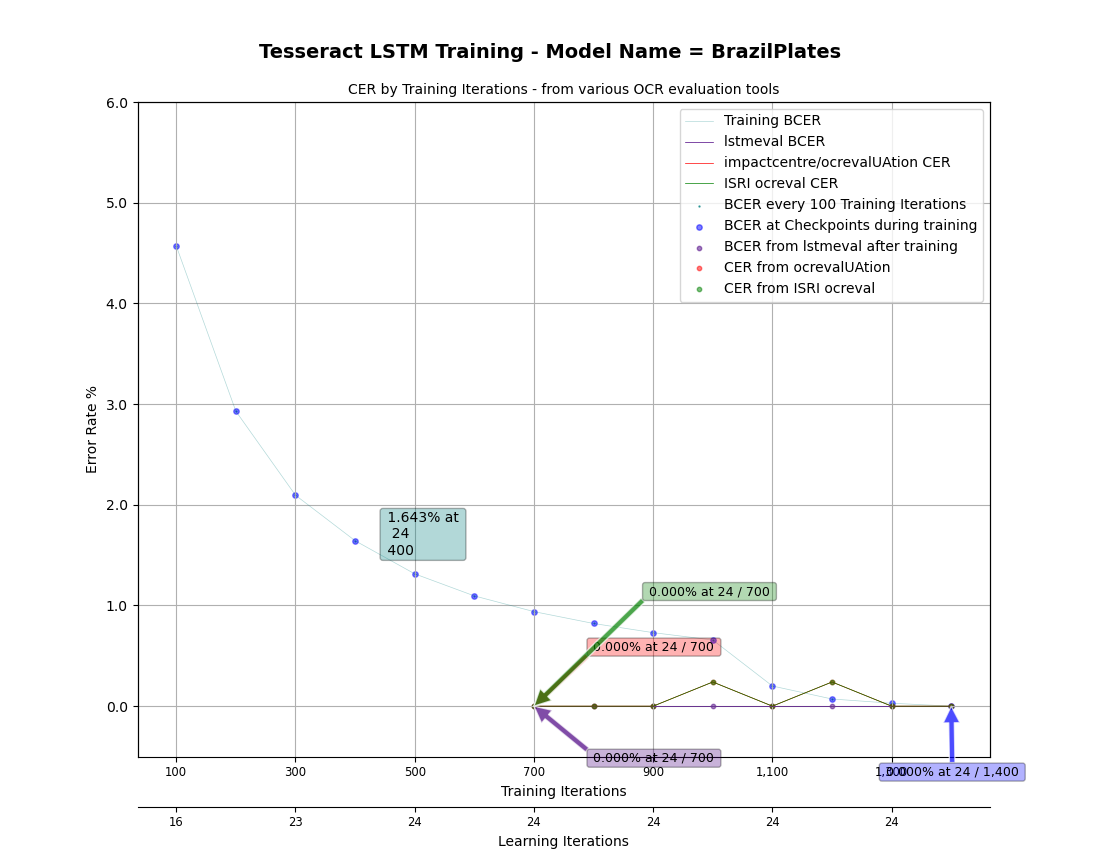 Tesseract LSTM Training - Model Name = BrazilPlates
CER by Training Iterations - from various OCR evaluation tools
6.0
5.0
4.0
3.0
2.0
1.0
0.0
Error Rate %
Training BCER
lstmeval BCER
impactcentre/ocrevalUAtion CER
ISRI ocreval CER
BCER every 100 Training Iterations
BCER at Checkpoints during training
BCER from lstmeval after training
CER from ocrevalUAtion
CER from ISRI ocreval
1.643% at
24
400
0.000% at 24 / 700
0.000% at 24 / 700
0.000% at 24 / 700
0.000% at 24 / 1,400
100 300 500 700 900 1,100 1,300
Training Iterations
16 23 24 24 24 24 24
Learning Iterations